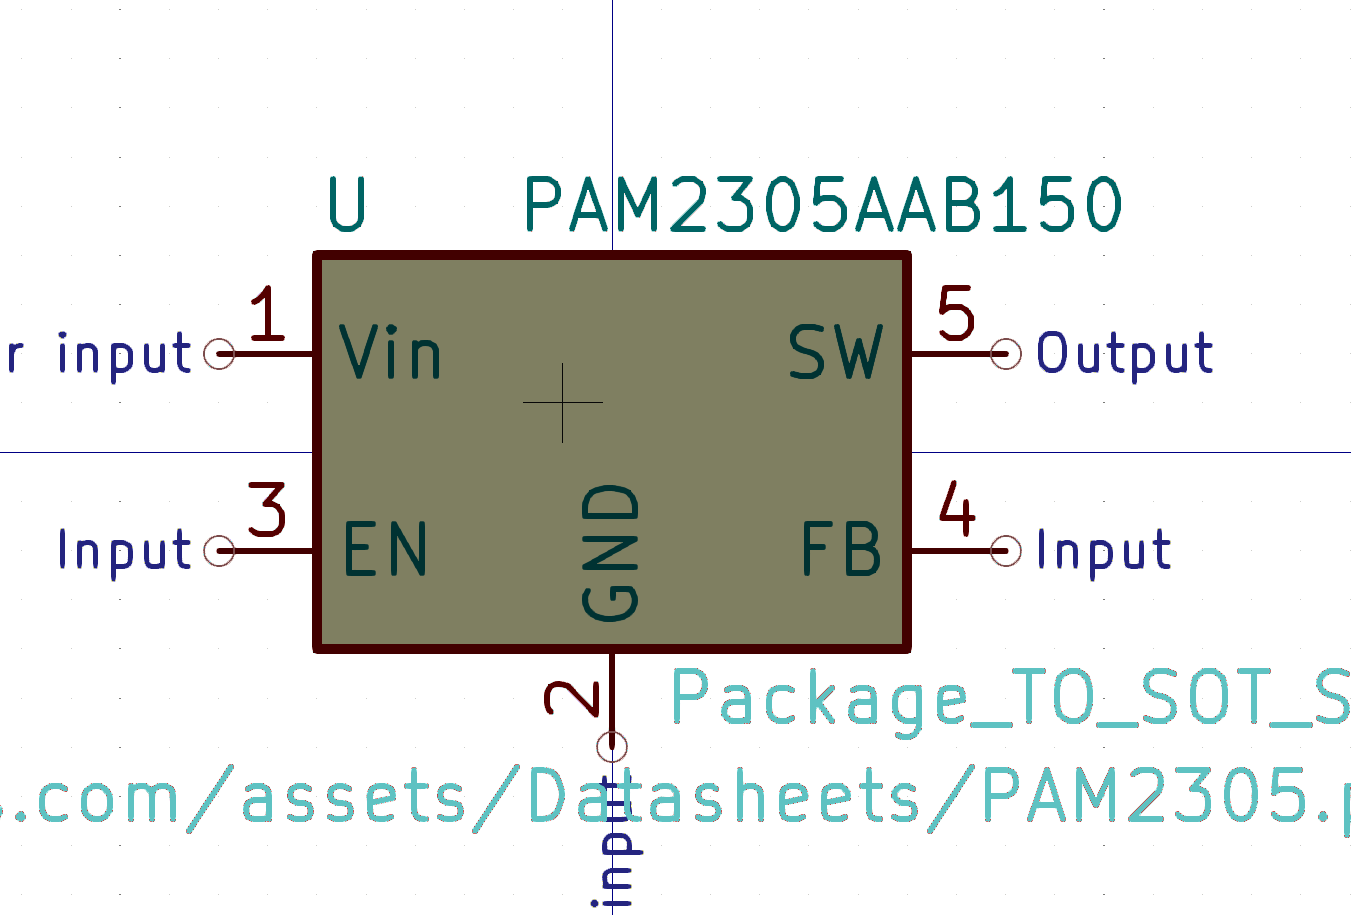 U PAM2305AAB150
1 5
r input Vin SW Output
3 4
Input EN FB Input
GND
2
Package_TO_SOT_S
.com/assets/Datasheets/PAM2305.p
input